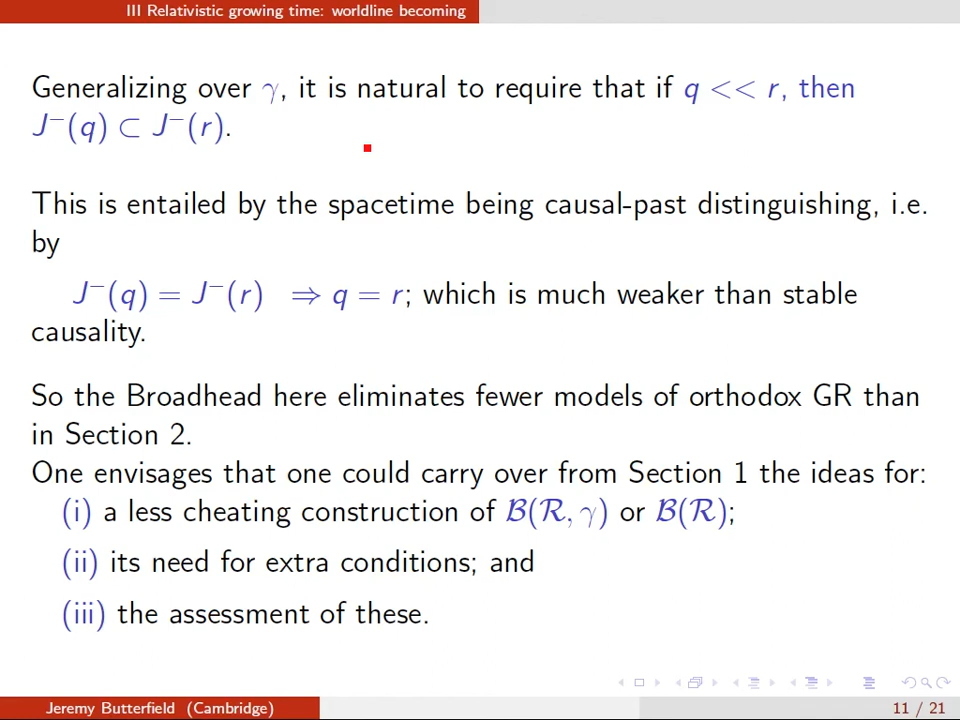 III Relativistic growing time: worldline becoming
Generalizing over γ, it is natural to require that if q << r, then
J⁻(q) ⊂ J⁻(r).
This is entailed by the spacetime being causal-past distinguishing, i.e.
by
J⁻(q) = J⁻(r) ⇒ q = r; which is much weaker than stable
causality.
So the Broadhead here eliminates fewer models of orthodox GR than
in Section 2.
One envisages that one could carry over from Section 1 the ideas for:
(i) a less cheating construction of ℬ(ℛ, γ) or ℬ(ℛ);
(ii) its need for extra conditions; and
(iii) the assessment of these.
Jeremy Butterfield (Cambridge)
11 / 21